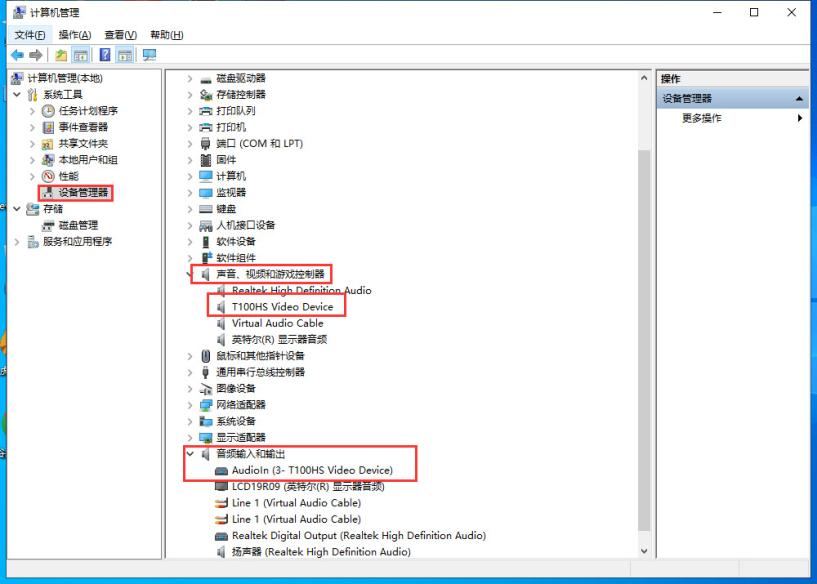 计算机管理
文件(F) 操作(A) 查看(V) 帮助(H)
计算机管理(本地)
系统工具
任务计划程序
事件查看器
共享文件夹
本地用户和组
性能
设备管理器
存储
磁盘管理
服务和应用程序
磁盘驱动器
存储控制器
打印队列
打印机
端口 (COM 和 LPT)
固件
计算机
监视器
键盘
人机接口设备
软件设备
软件组件
声音、视频和游戏控制器
Realtek High Definition Audio
T100HS Video Device
Virtual Audio Cable
英特尔(R) 显示器音频
鼠标和其他指针设备
通用串行总线控制器
图像设备
网络适配器
系统设备
显示适配器
音频输入和输出
AudioIn (3- T100HS Video Device)
LCD19R09 (英特尔(R) 显示器音频)
Line 1 (Virtual Audio Cable)
Line 1 (Virtual Audio Cable)
Realtek Digital Output (Realtek High Definition Audio)
扬声器 (Realtek High Definition Audio)
操作
设备管理器
更多操作